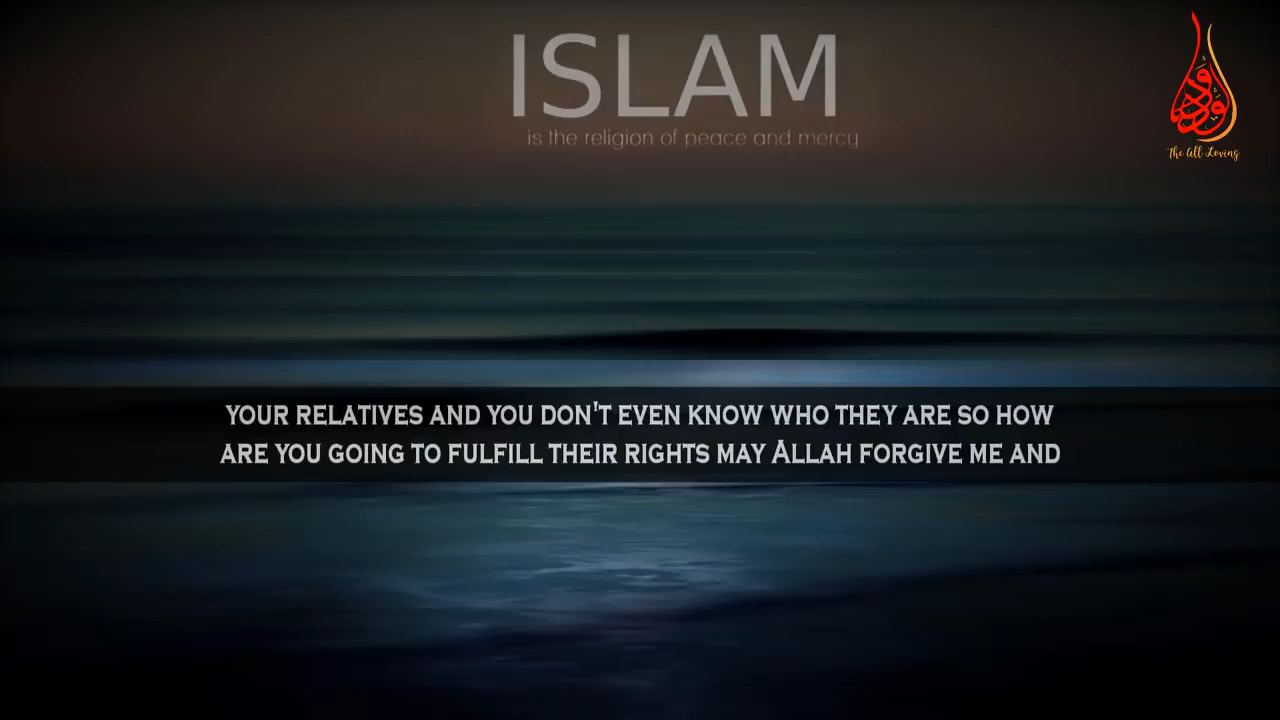 ISLAM
is the religion of peace and mercy
الودود
The All Loving
YOUR RELATIVES AND YOU DON'T EVEN KNOW WHO THEY ARE SO HOW
ARE YOU GOING TO FULFILL THEIR RIGHTS MAY ALLAH FORGIVE ME AND